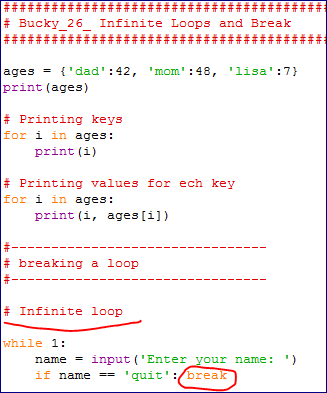 ########################################
# Bucky_26_ Infinite Loops and Break
########################################
ages = {'dad':42, 'mom':48, 'lisa':7}
print(ages)
# Printing keys
for i in ages:
    print(i)
# Printing values for ech key
for i in ages:
    print(i, ages[i])
#--------------------------------
# breaking a loop
#--------------------------------
# Infinite loop
while 1:
    name = input('Enter your name: ')
    if name == 'quit': break